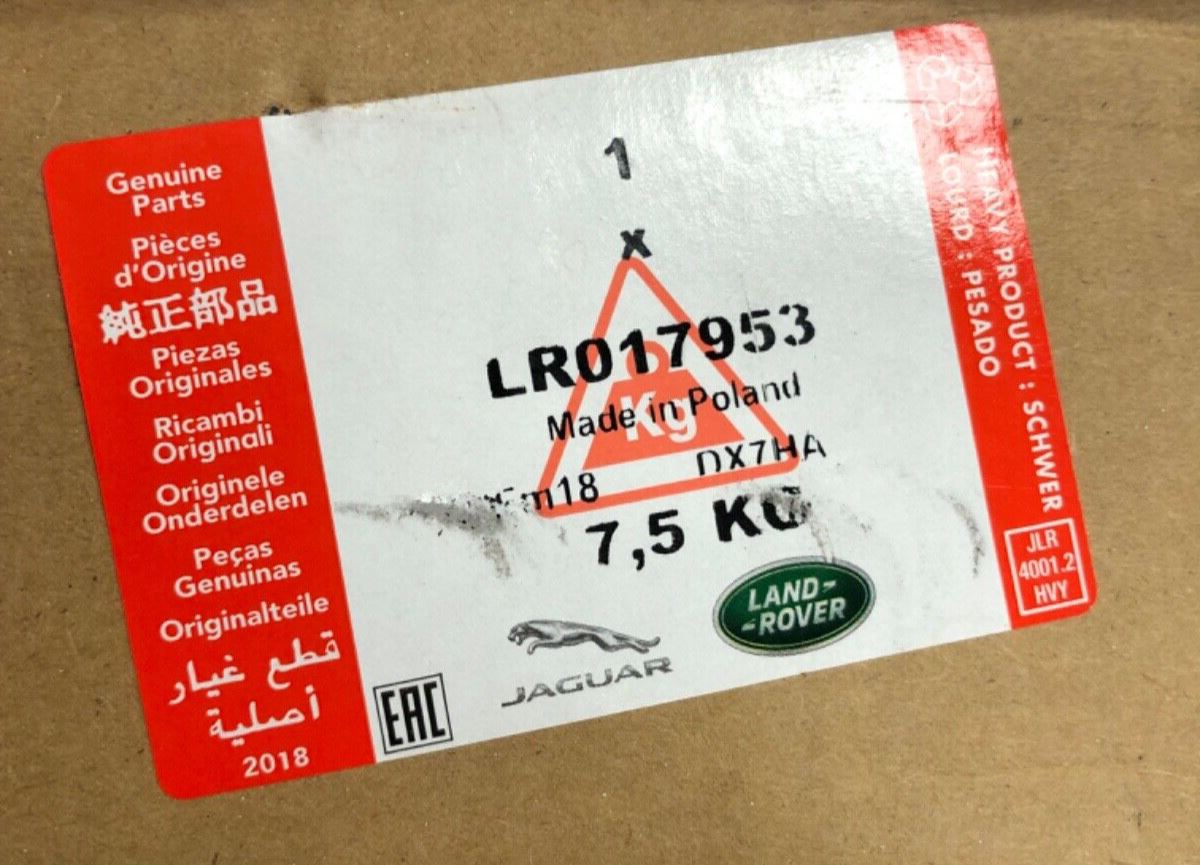 Genuine
Parts
Pièces
d'Origine
純正部品
Piezas
Originales
Ricambi
Originali
Originele
Onderdelen
Peças
Genuinas
Originalteile
قطع غيار
أصلية
2018
1
x
LR017953
Kg
Made in Poland
DX7HA
m18
7,5 KG
JAGUAR
LAND-
-ROVER
EAC
HEAVY PRODUCT : SCHWER
LOURD : PESADO
JLR
4001.2
HVY